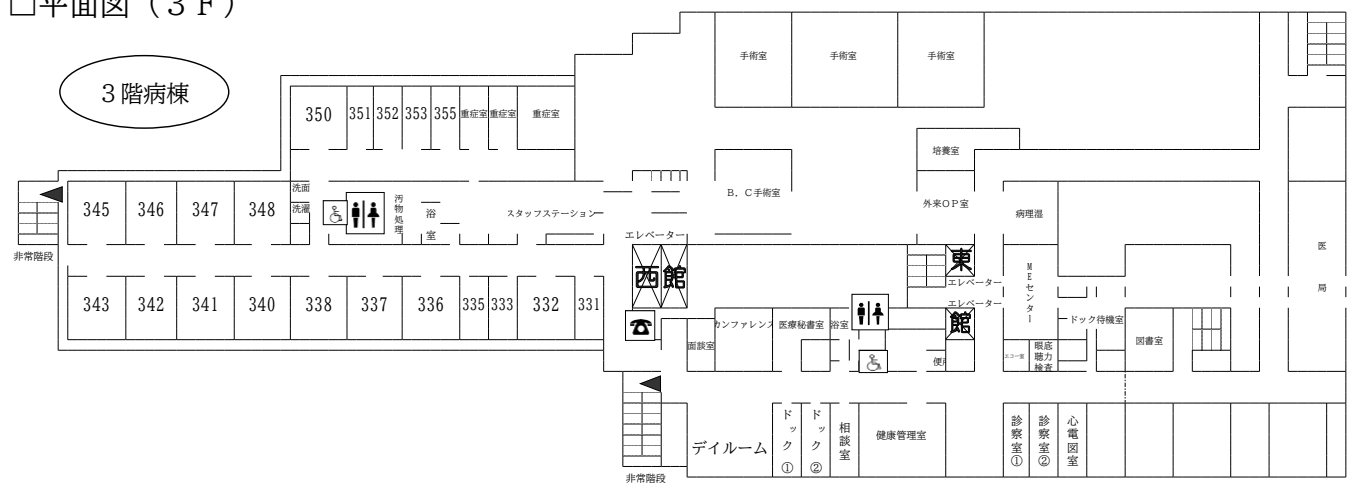 □平面図（３Ｆ）
３階病棟
手術室
手術室
手術室
350
351
352
353
355
重症室
重症室
重症室
培養室
345
346
347
348
洗面
洗濯
汚物処理
浴室
スタッフステーション
B．C手術室
外来OP室
病理温
医局
非常階段
エレベーター
西館
東館
エレベーター
エレベーター
MEセンター
343
342
341
340
338
337
336
335
333
332
331
面談室
カンファレンス
医療秘書室
浴室
便所
ドック待機室
図書室
エコー室
眼底
聴力
検査
デイルーム
ドック①
ドック②
相談室
健康管理室
診察室①
診察室②
心電図室
非常階段